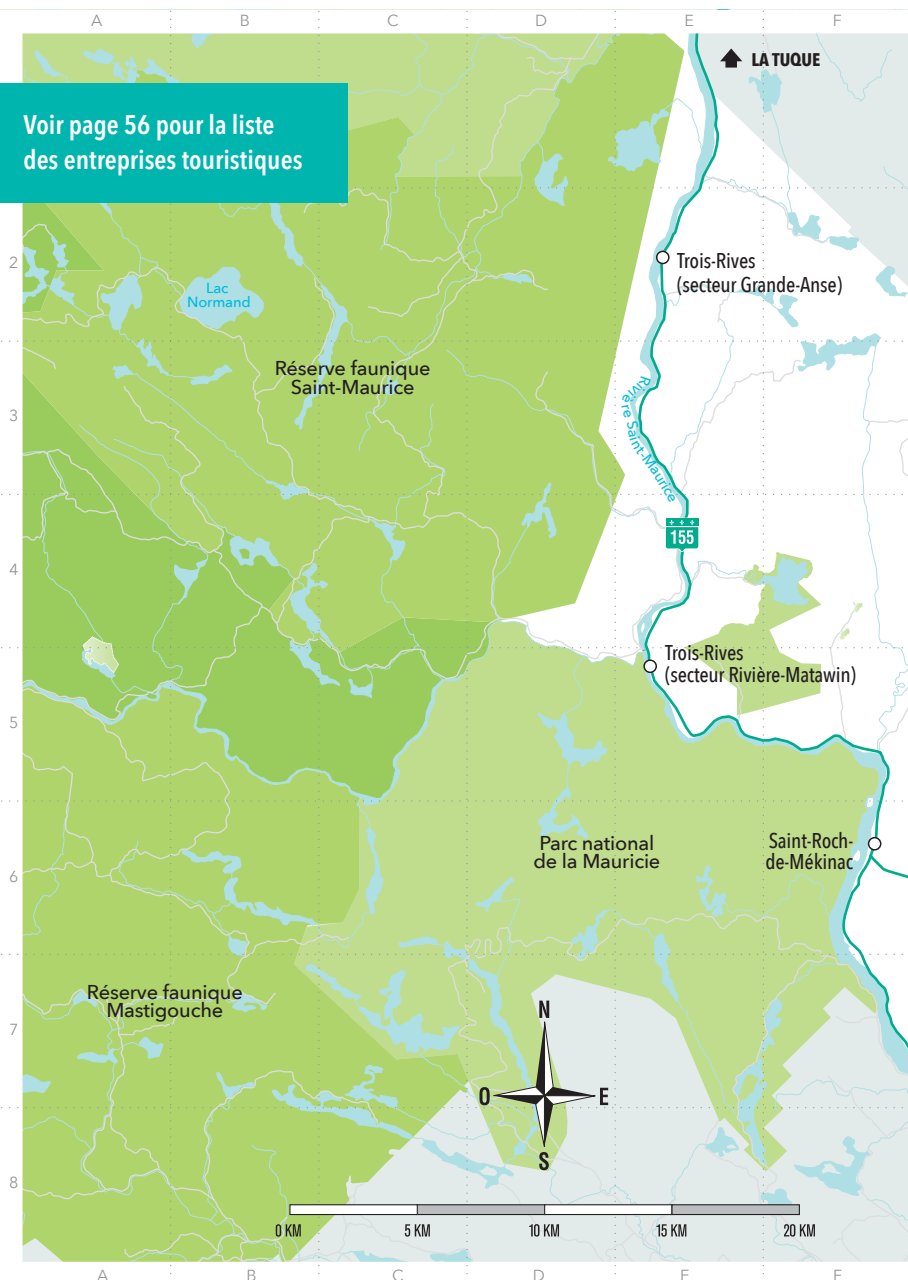 A B C D E F
LA TUQUE
Voir page 56 pour la liste
des entreprises touristiques
2
Trois-Rives
(secteur Grande-Anse)
Lac
Normand
Réserve faunique
Saint-Maurice
3
Rivière Saint-Maurice
155
4
Trois-Rives
(secteur Rivière-Matawin)
5
Parc national
de la Mauricie
Saint-Roch-
de-Mékinac
6
Réserve faunique
Mastigouche
7
N
O E
S
8
0 KM 5 KM 10 KM 15 KM 20 KM
A B C D E F